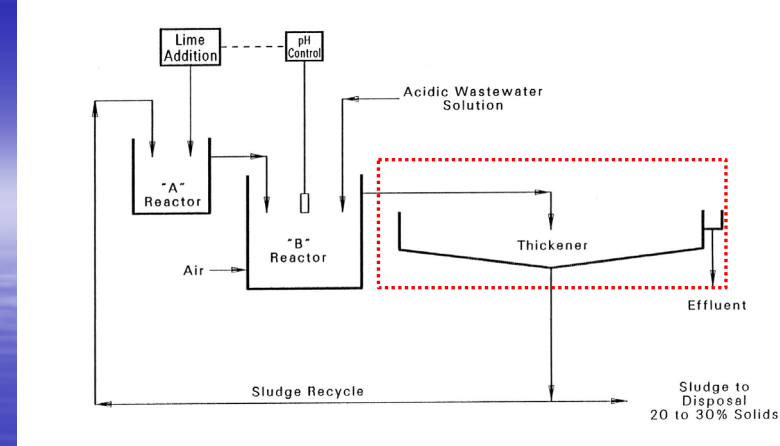 Lime
Addition
pH
Control
Acidic Wastewater
Solution
"A"
Reactor
"B"
Reactor
Thickener
Air
Effluent
Sludge Recycle
Sludge to
Disposal
20 to 30% Solids